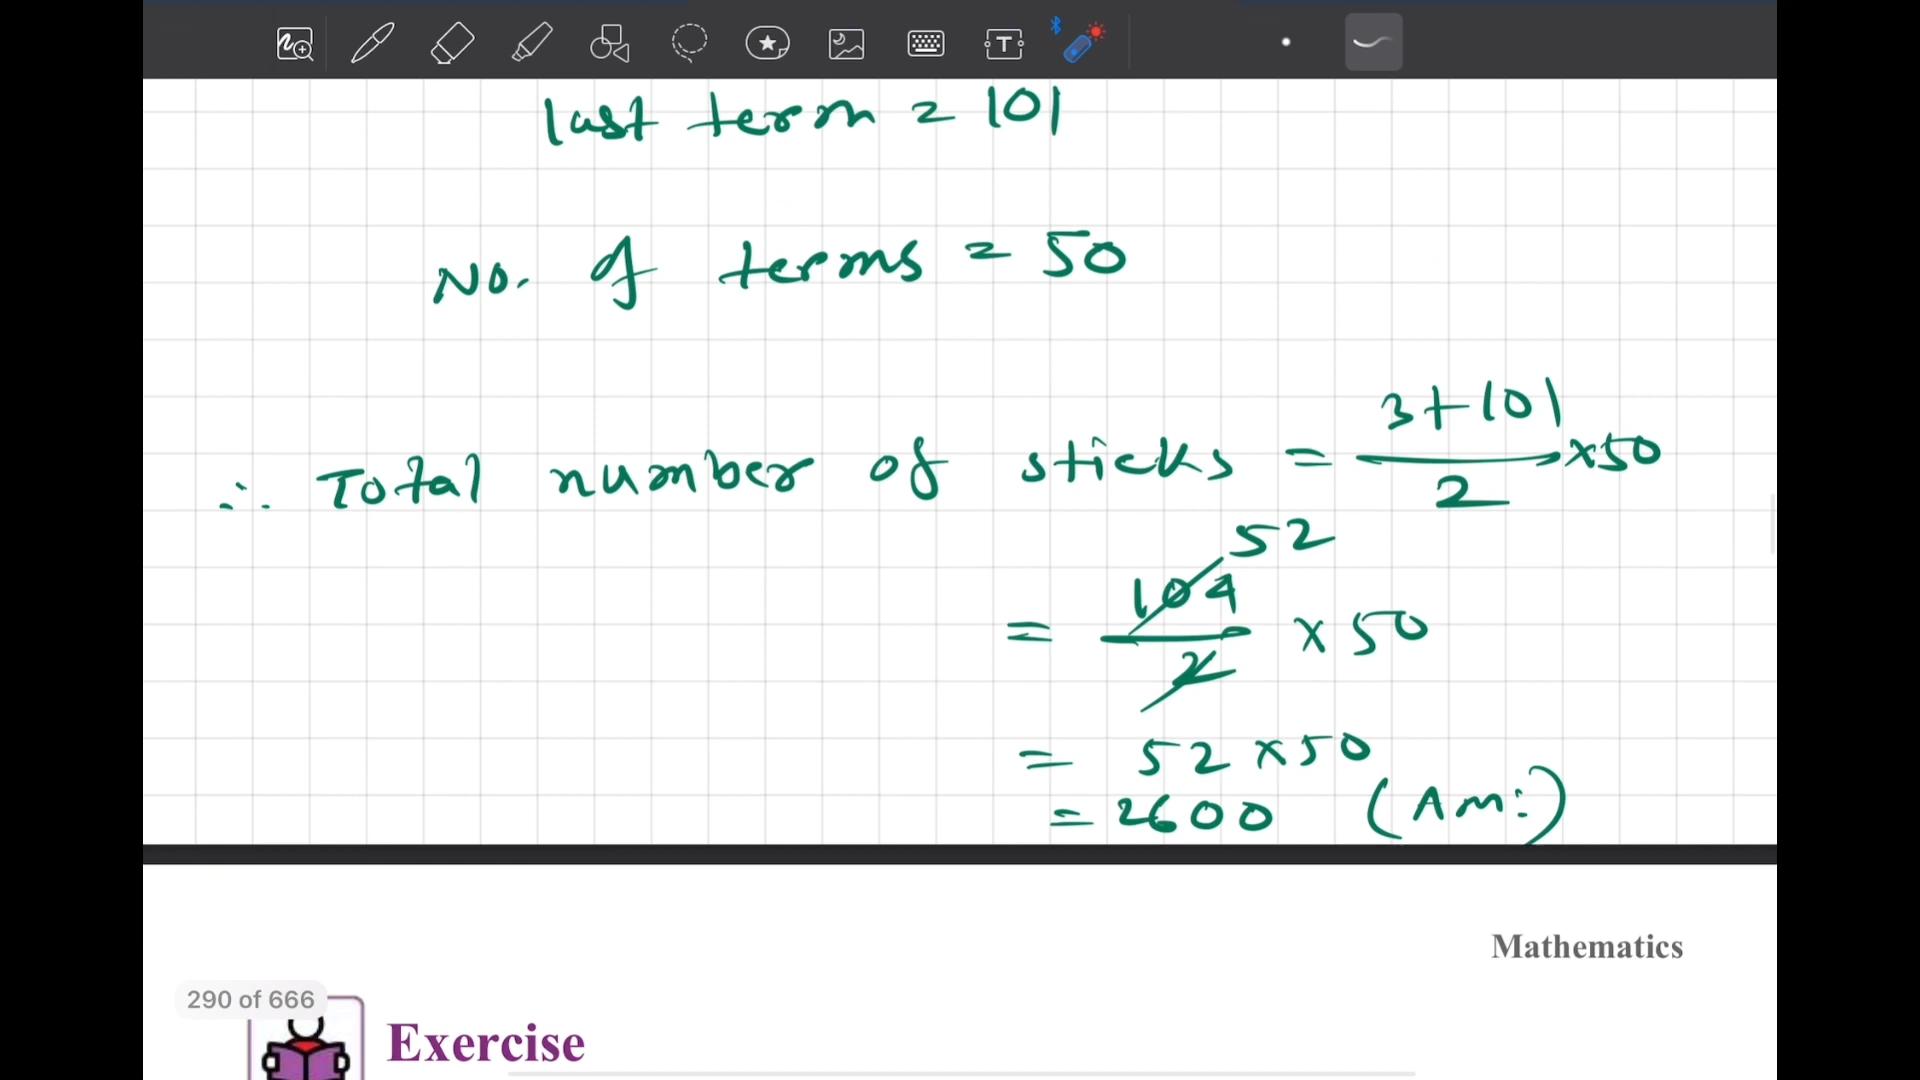 last term = 101
No. of terms = 50
∴ Total number of sticks = 3+101/2 ×50
= 104/2 52 × 50
= 52 × 50
= 2600 (Ans:)
Mathematics
290 of 666
Exercise